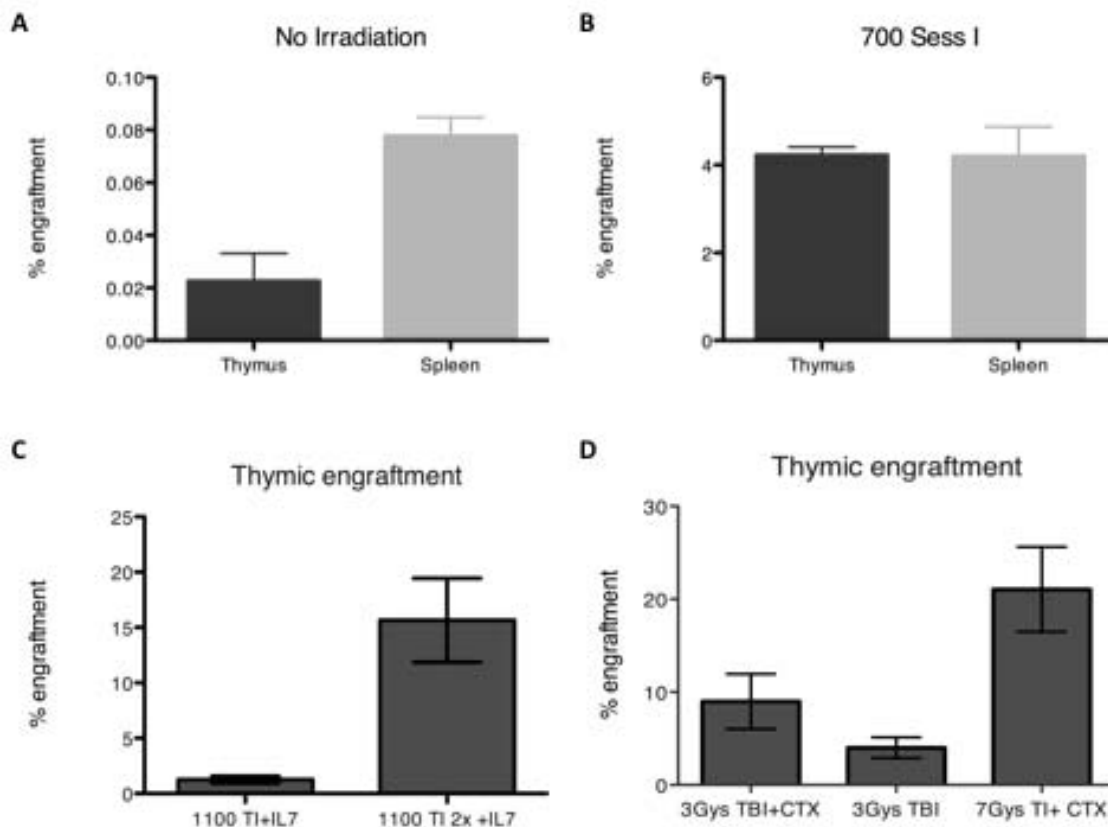 A
No Irradiation
% engraftment
0.10
0.08
0.06
0.04
0.02
0.00
Thymus
Spleen
B
700 Sess I
% engraftment
6
4
2
0
Thymus
Spleen
C
Thymic engraftment
% engraftment
25
20
15
10
5
0
1100 TI+IL7
1100 TI 2x +IL7
D
Thymic engraftment
% engraftment
30
20
10
0
3Gys TBI+CTX
3Gys TBI
7Gys TI+ CTX